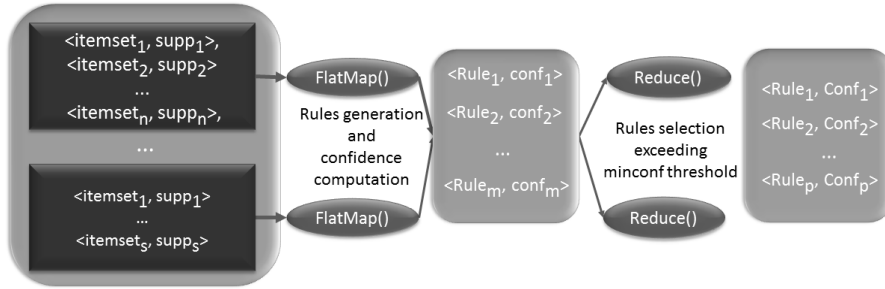 <itemset₁, supp₁>,
<itemset₂, supp₂>
...
<itemsetₙ, suppₙ>,
...
<itemset₁, supp₁>
...
<itemsetₛ, suppₛ>
FlatMap()
Rules generation
and
confidence
computation
FlatMap()
<Rule₁, conf₁>
<Rule₂, conf₂>
...
<Ruleₘ, confₘ>
Reduce()
Rules selection
exceeding
minconf threshold
Reduce()
<Rule₁, Conf₁>
<Rule₂, Conf₂>
...
<Ruleₚ, Confₚ>